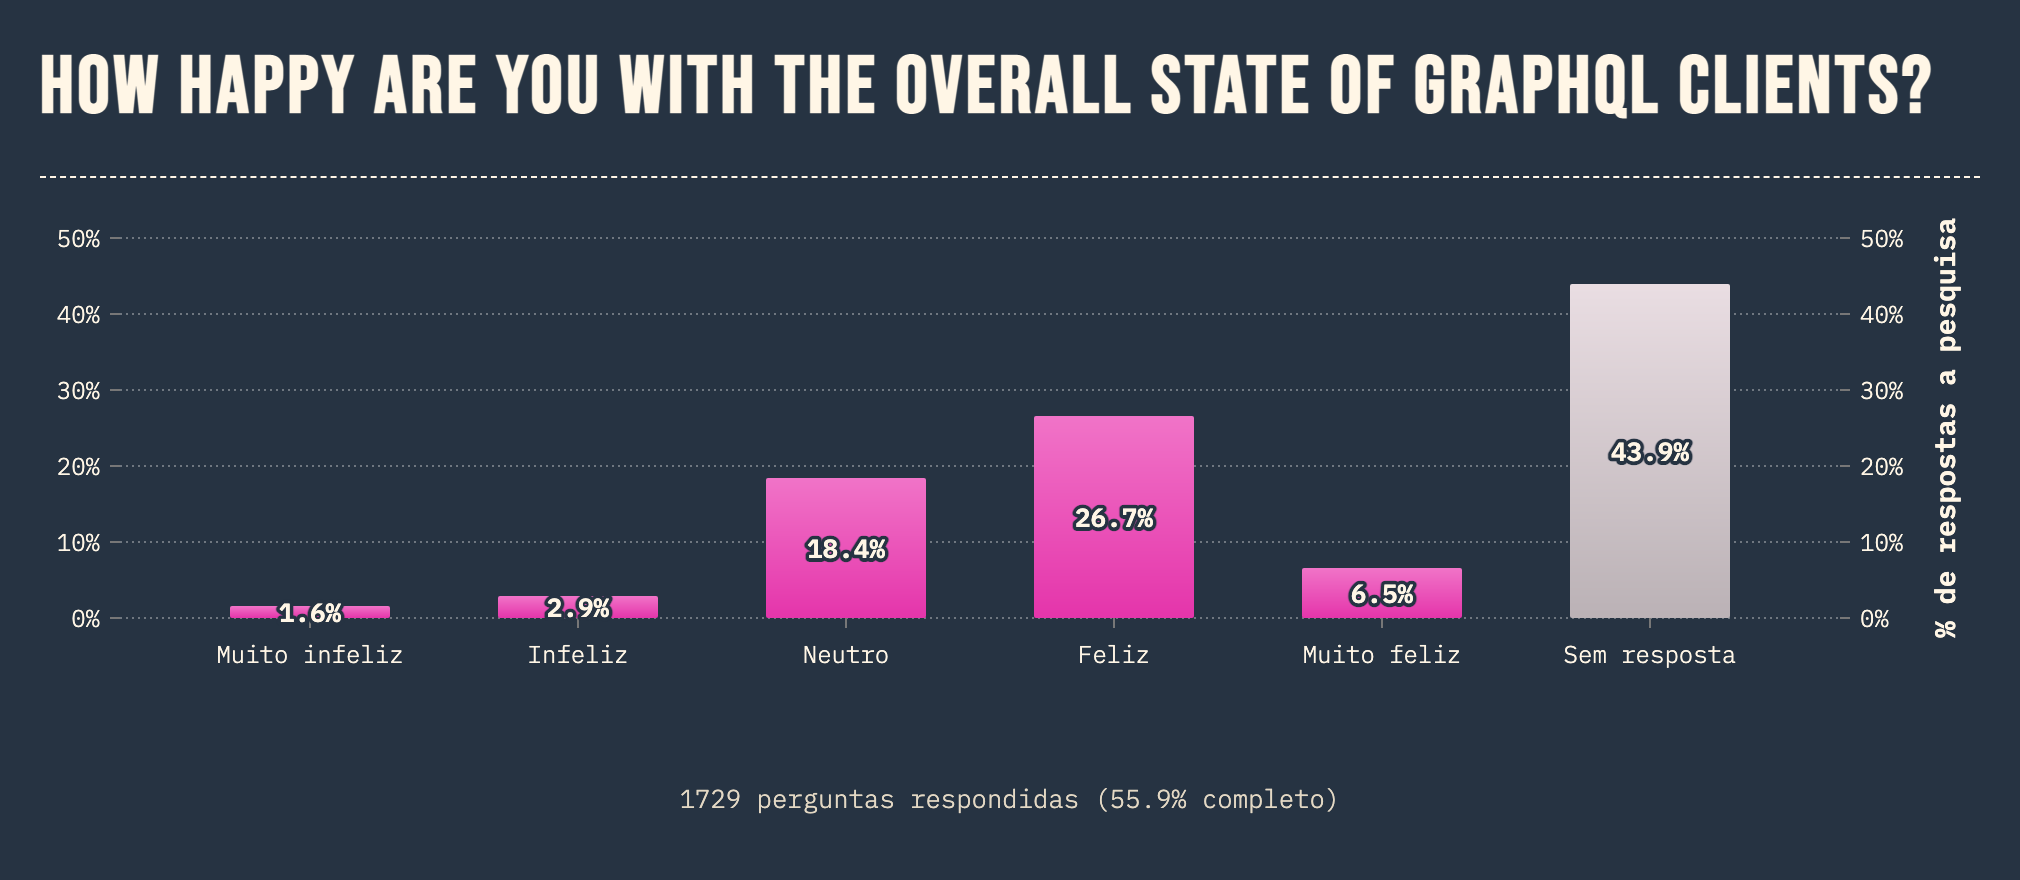 HOW HAPPY ARE YOU WITH THE OVERALL STATE OF GRAPHQL CLIENTS?
50%
40%
30%
20%
10%
0%
50%
40%
30%
20%
10%
0%
% de respostas a pesquisa
1.6%
2.9%
18.4%
26.7%
6.5%
43.9%
Muito infeliz
Infeliz
Neutro
Feliz
Muito feliz
Sem resposta
1729 perguntas respondidas (55.9% completo)